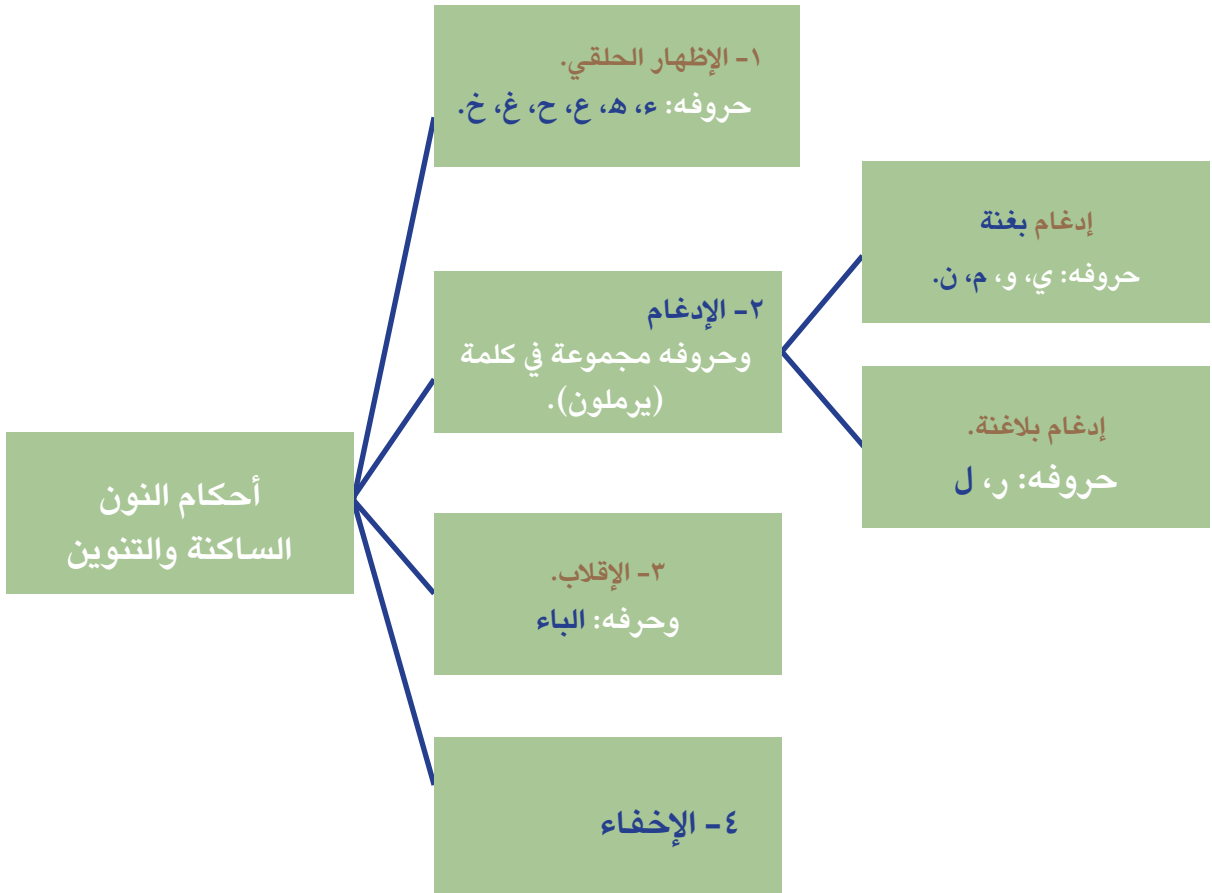 أحكام النون
الساكنة والتنوين
١- الإظهار الحلقي.
حروفه: ء، هـ، ع، ح، غ، خ.
٢- الإدغام
وحروفه مجموعة في كلمة
(يرملون).
إدغام بغنة
حروفه: ي، و، م، ن.
إدغام بلاغنة.
حروفه: ر، ل
٣- الإقلاب.
وحرفه: الباء
٤- الإخفاء